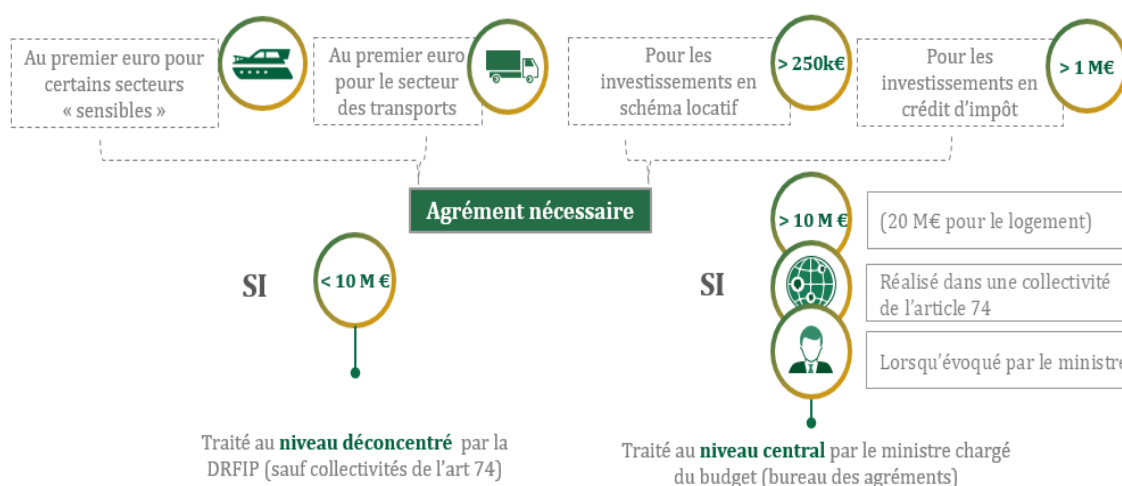 Au premier euro pour
certains secteurs
« sensibles »
Au premier euro
pour le secteur
des transports
Pour les
investissements en
schéma locatif
> 250k€
Pour les
investissements en
crédit d'impôt
> 1 M€
Agrément nécessaire
SI
< 10 M €
SI
> 10 M €
(20 M€ pour le logement)
Réalisé dans une collectivité
de l'article 74
Lorsqu'évoqué par le ministre
Traité au niveau déconcentré par la
DRFIP (sauf collectivités de l'art 74)
Traité au niveau central par le ministre chargé
du budget (bureau des agréments)